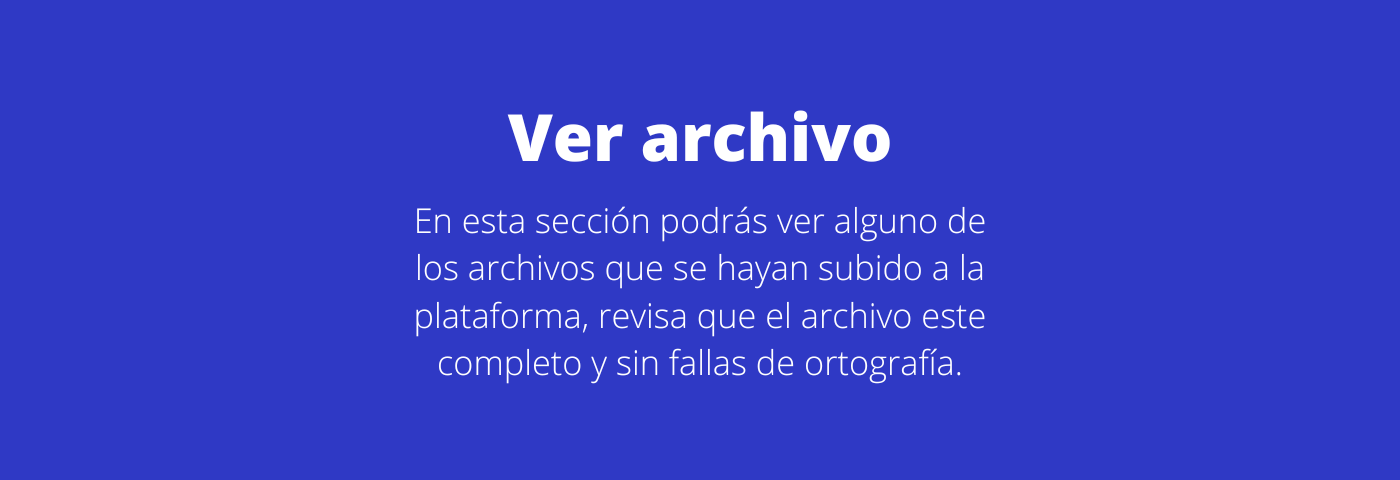 Ver archivo
En esta sección podrás ver alguno de
los archivos que se hayan subido a la
plataforma, revisa que el archivo este
completo y sin fallas de ortografía.